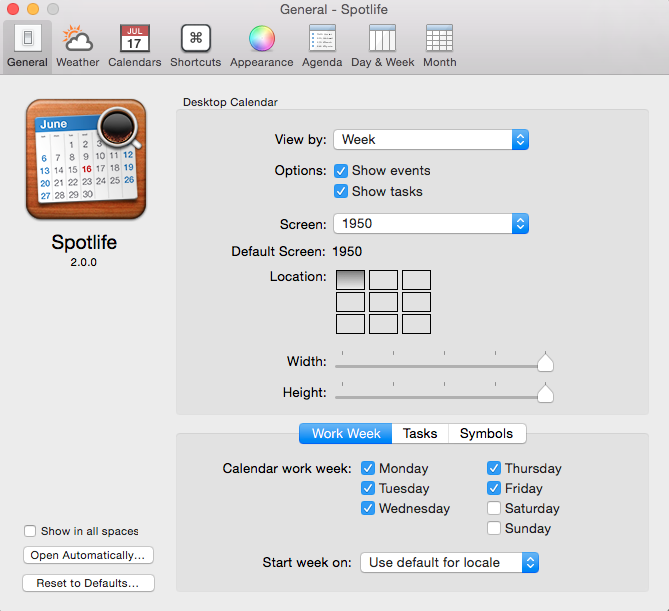 General - Spotlife
JUL
17
⌘
General Weather Calendars Shortcuts Appearance Agenda Day & Week Month
Desktop Calendar
June
1 2 3 4 5
6 7 8 9 10 11 12
13 14 15 16 17 18 19
20 21 22 23 24 25 26
27 28 29 30
Spotlife
2.0.0
View by: Week
Options: Show events
Show tasks
Screen: 1950
Default Screen: 1950
Location:
Width:
Height:
Work Week Tasks Symbols
Calendar work week: Monday Thursday
Tuesday Friday
Wednesday Saturday
Sunday
Start week on: Use default for locale
Show in all spaces
Open Automatically...
Reset to Defaults...